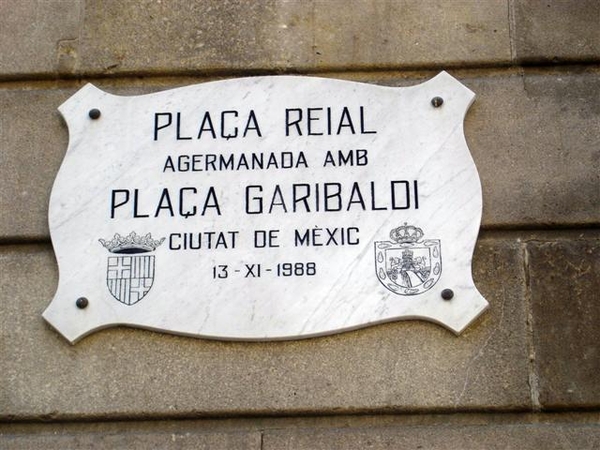 PLAÇA REIAL
AGERMANADA AMB
PLAÇA GARIBALDI
CIUTAT DE MÈXIC
13-XI-1988